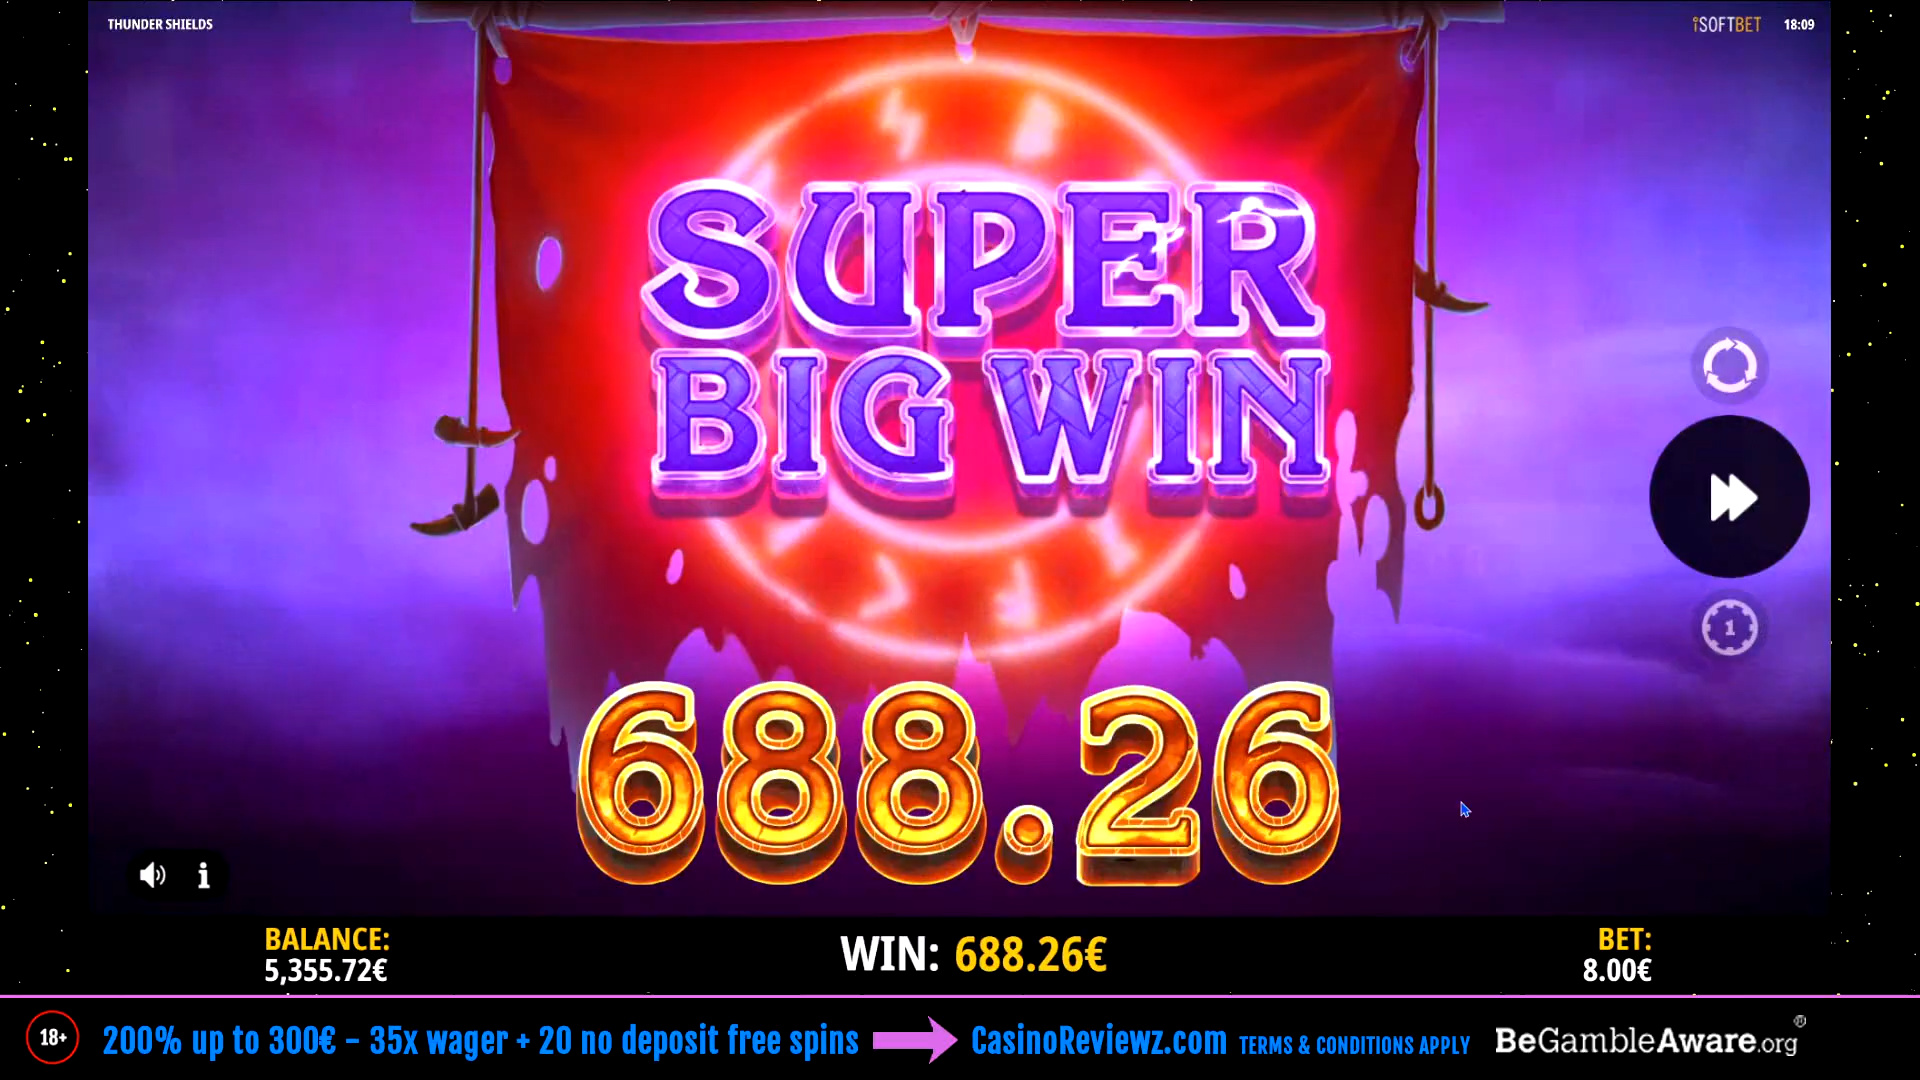 THUNDER SHIELDS
iSOFTBET 18:09
SUPER
BIG WIN
1
688.26
i
BALANCE:
5,355.72€
WIN: 688.26€
BET:
8.00€
18+ 200% up to 300€ – 35x wager + 20 no deposit free spins CasinoReviewz.com TERMS & CONDITIONS APPLY BeGambleAware.org ®